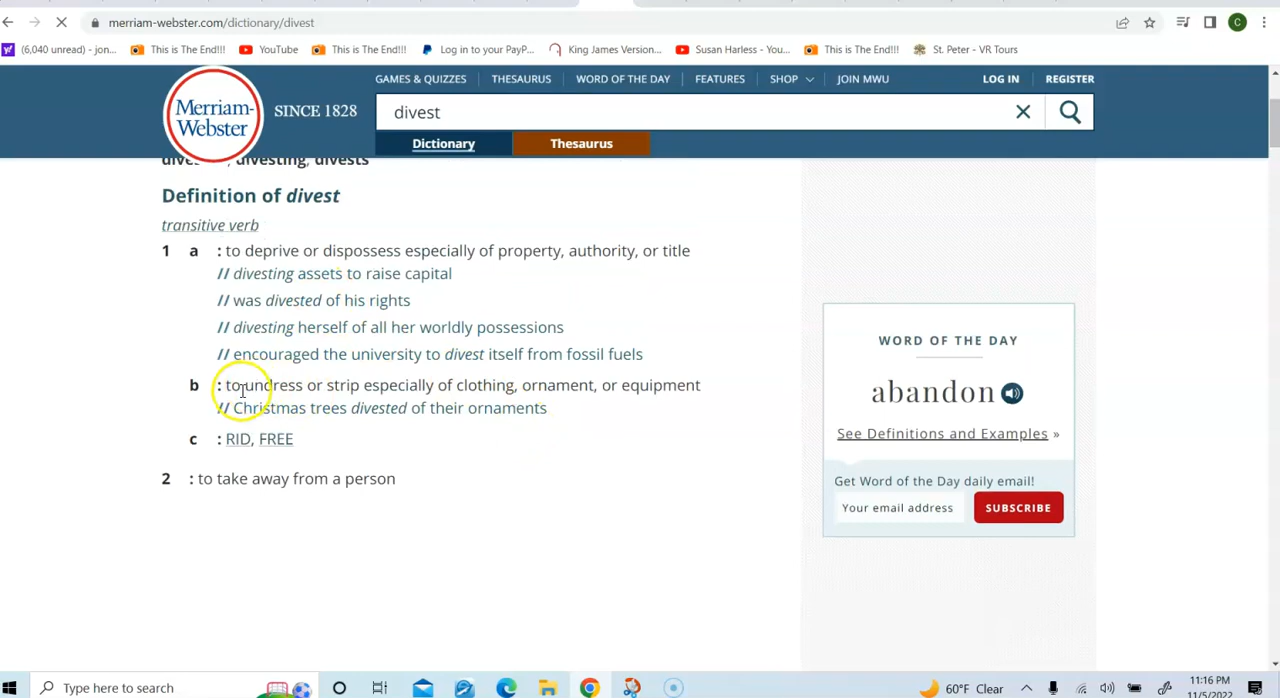 merriam-webster.com/dictionary/divest
C
(6,040 unread) - jon... This is The End!!! YouTube This is The End!!! Log in to your PayP... King James Version... Susan Harless - You... This is The End!!! St. Peter - VR Tours
GAMES & QUIZZES THESAURUS WORD OF THE DAY FEATURES SHOP JOIN MWU LOG IN REGISTER
Merriam-
Webster
SINCE 1828
divest
Dictionary Thesaurus
divesting, divests
Definition of divest
transitive verb
1 a : to deprive or dispossess especially of property, authority, or title
// divesting assets to raise capital
// was divested of his rights
// divesting herself of all her worldly possessions
// encouraged the university to divest itself from fossil fuels
b : to undress or strip especially of clothing, ornament, or equipment
// Christmas trees divested of their ornaments
c : RID, FREE
2 : to take away from a person
WORD OF THE DAY
abandon
See Definitions and Examples »
Get Word of the Day daily email!
Your email address SUBSCRIBE
Type here to search
60°F Clear
11:16 PM
11/5/2022